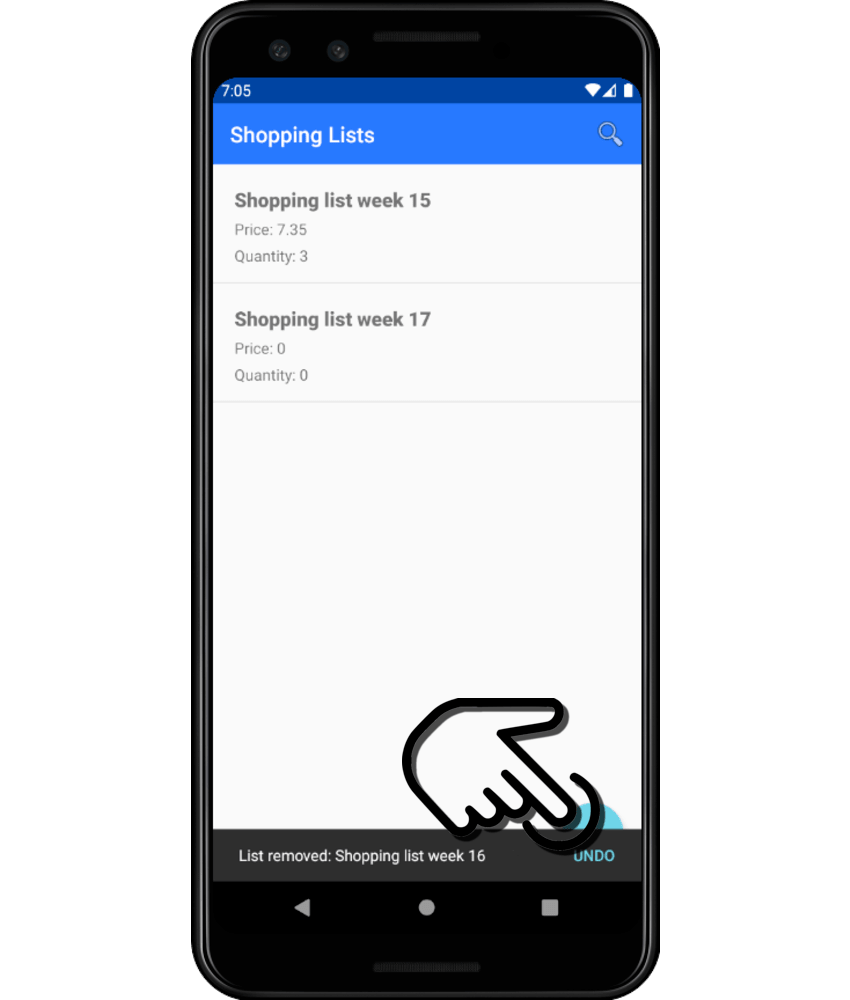 7:05
Shopping Lists
Shopping list week 15
Price: 7.35
Quantity: 3
Shopping list week 17
Price: 0
Quantity: 0
List removed: Shopping list week 16 UNDO